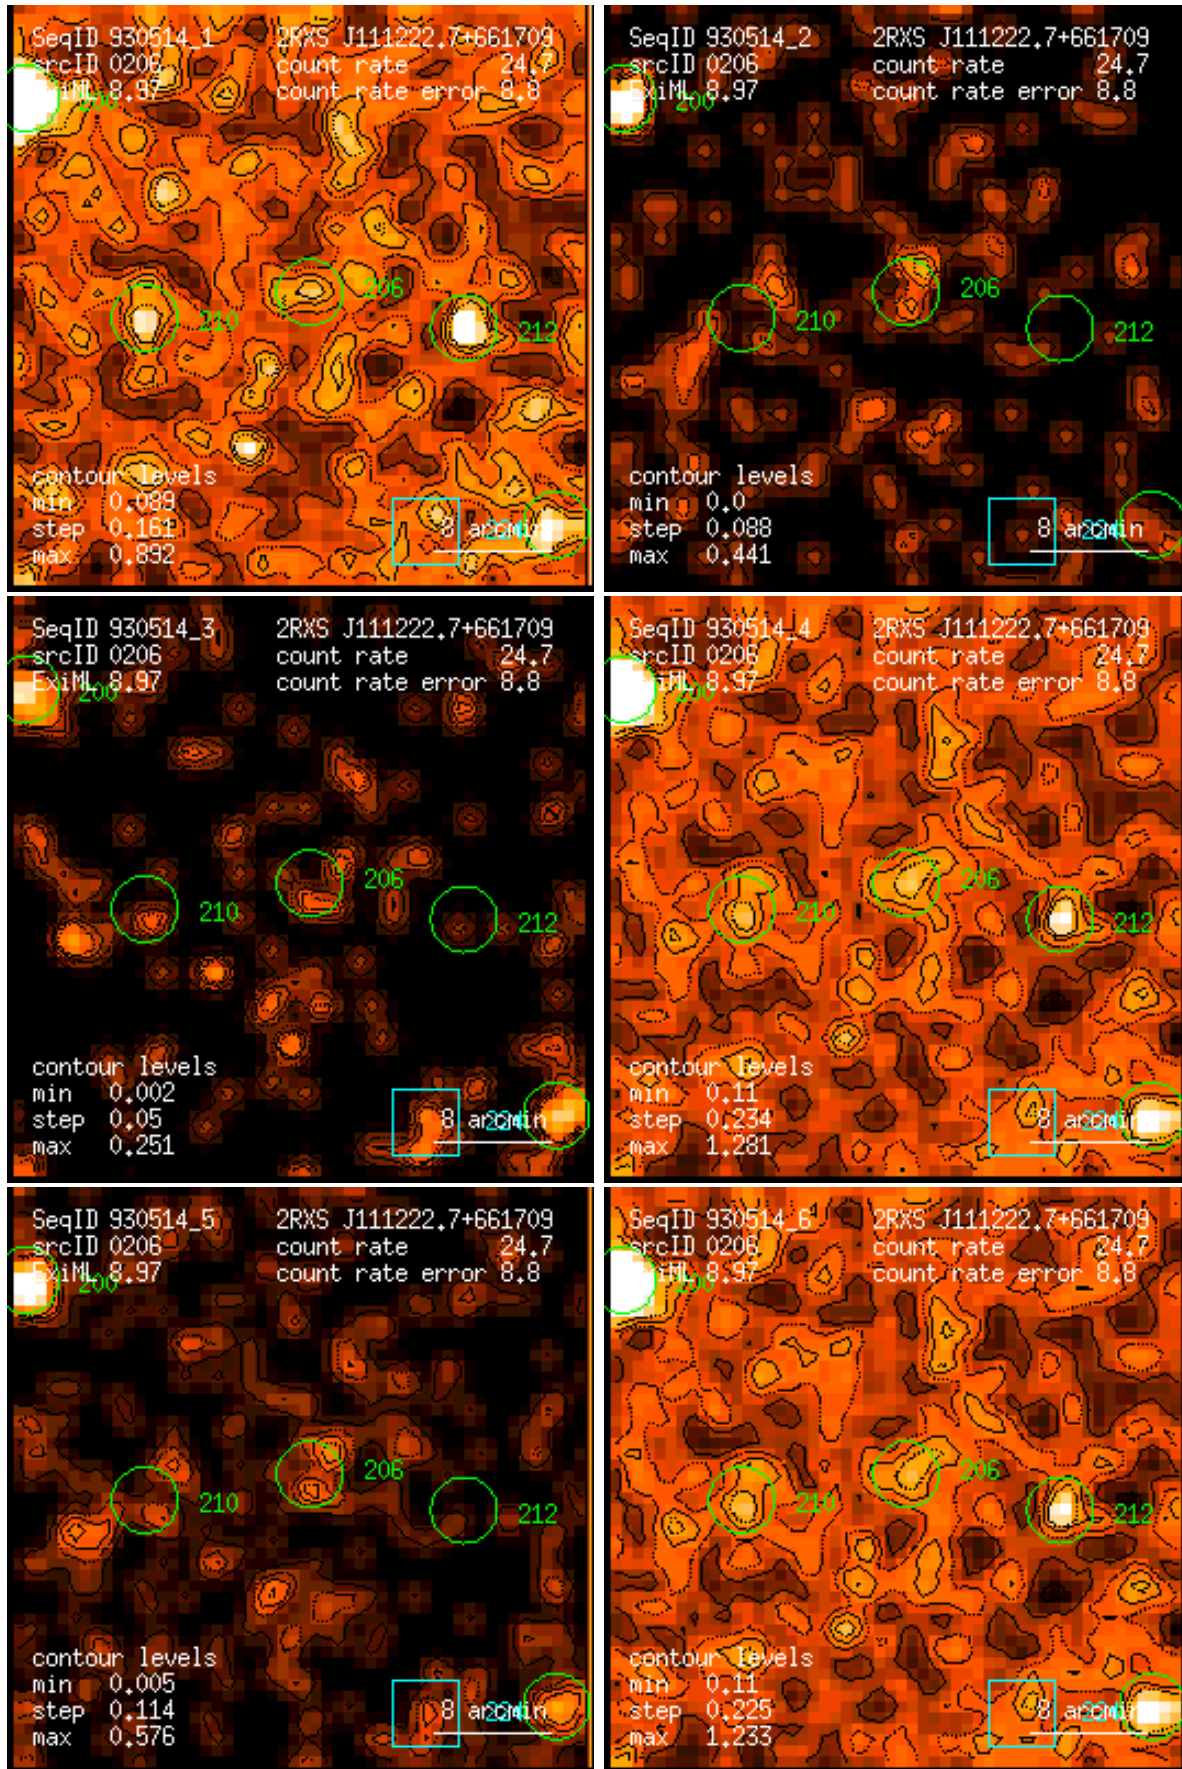 SeqID 930514_1 2RXS J111222.7+661709
srcID 0206 count rate 24.7
ExiML 8.97 count rate error 8.8
200
206
210
212
contour levels
min 0.089
step 0.161
max 0.892
8 arcmin
SeqID 930514_2 2RXS J111222.7+661709
srcID 0206 count rate 24.7
ExiML 8.97 count rate error 8.8
200
206
210
212
contour levels
min 0.0
step 0.088
max 0.441
8 arcmin
SeqID 930514_3 2RXS J111222.7+661709
srcID 0206 count rate 24.7
ExiML 8.97 count rate error 8.8
200
206
210
212
contour levels
min 0.002
step 0.05
max 0.251
8 arcmin
SeqID 930514_4 2RXS J111222.7+661709
srcID 0206 count rate 24.7
ExiML 8.97 count rate error 8.8
200
206
210
212
contour levels
min 0.11
step 0.234
max 1.281
8 arcmin
SeqID 930514_5 2RXS J111222.7+661709
srcID 0206 count rate 24.7
ExiML 8.97 count rate error 8.8
200
206
210
212
contour levels
min 0.005
step 0.114
max 0.576
8 arcmin
SeqID 930514_6 2RXS J111222.7+661709
srcID 0206 count rate 24.7
ExiML 8.97 count rate error 8.8
200
206
210
212
contour levels
min 0.11
step 0.225
max 1.233
8 arcmin